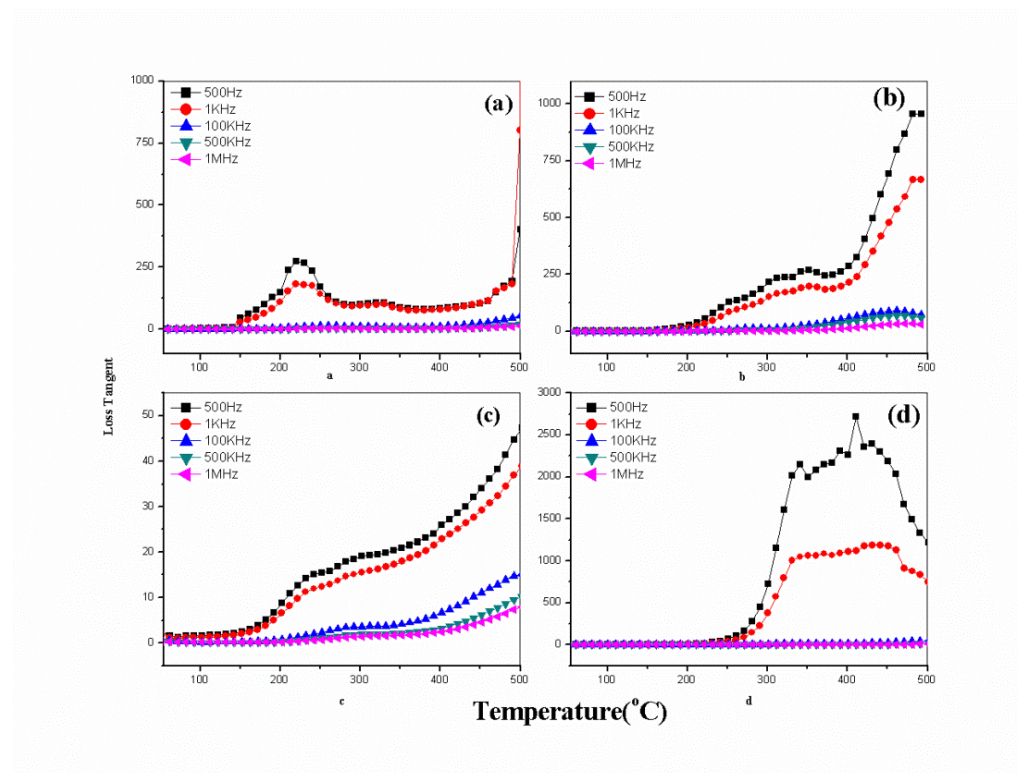 1000
750
500
250
0
500Hz
1KHz
100KHz
500KHz
1MHz
(a)
100 200 300 400 500
a
1000
750
500
250
0
500Hz
1KHz
100KHz
500KHz
1MHz
(b)
100 200 300 400 500
b
Loss Tangent
50
40
30
20
10
0
500Hz
1KHz
100KHz
500KHz
1MHz
(c)
100 200 300 400 500
c
3000
2500
2000
1500
1000
500
0
500Hz
1KHz
100KHz
500KHz
1MHz
(d)
100 200 300 400 500
d
Temperature(°C)